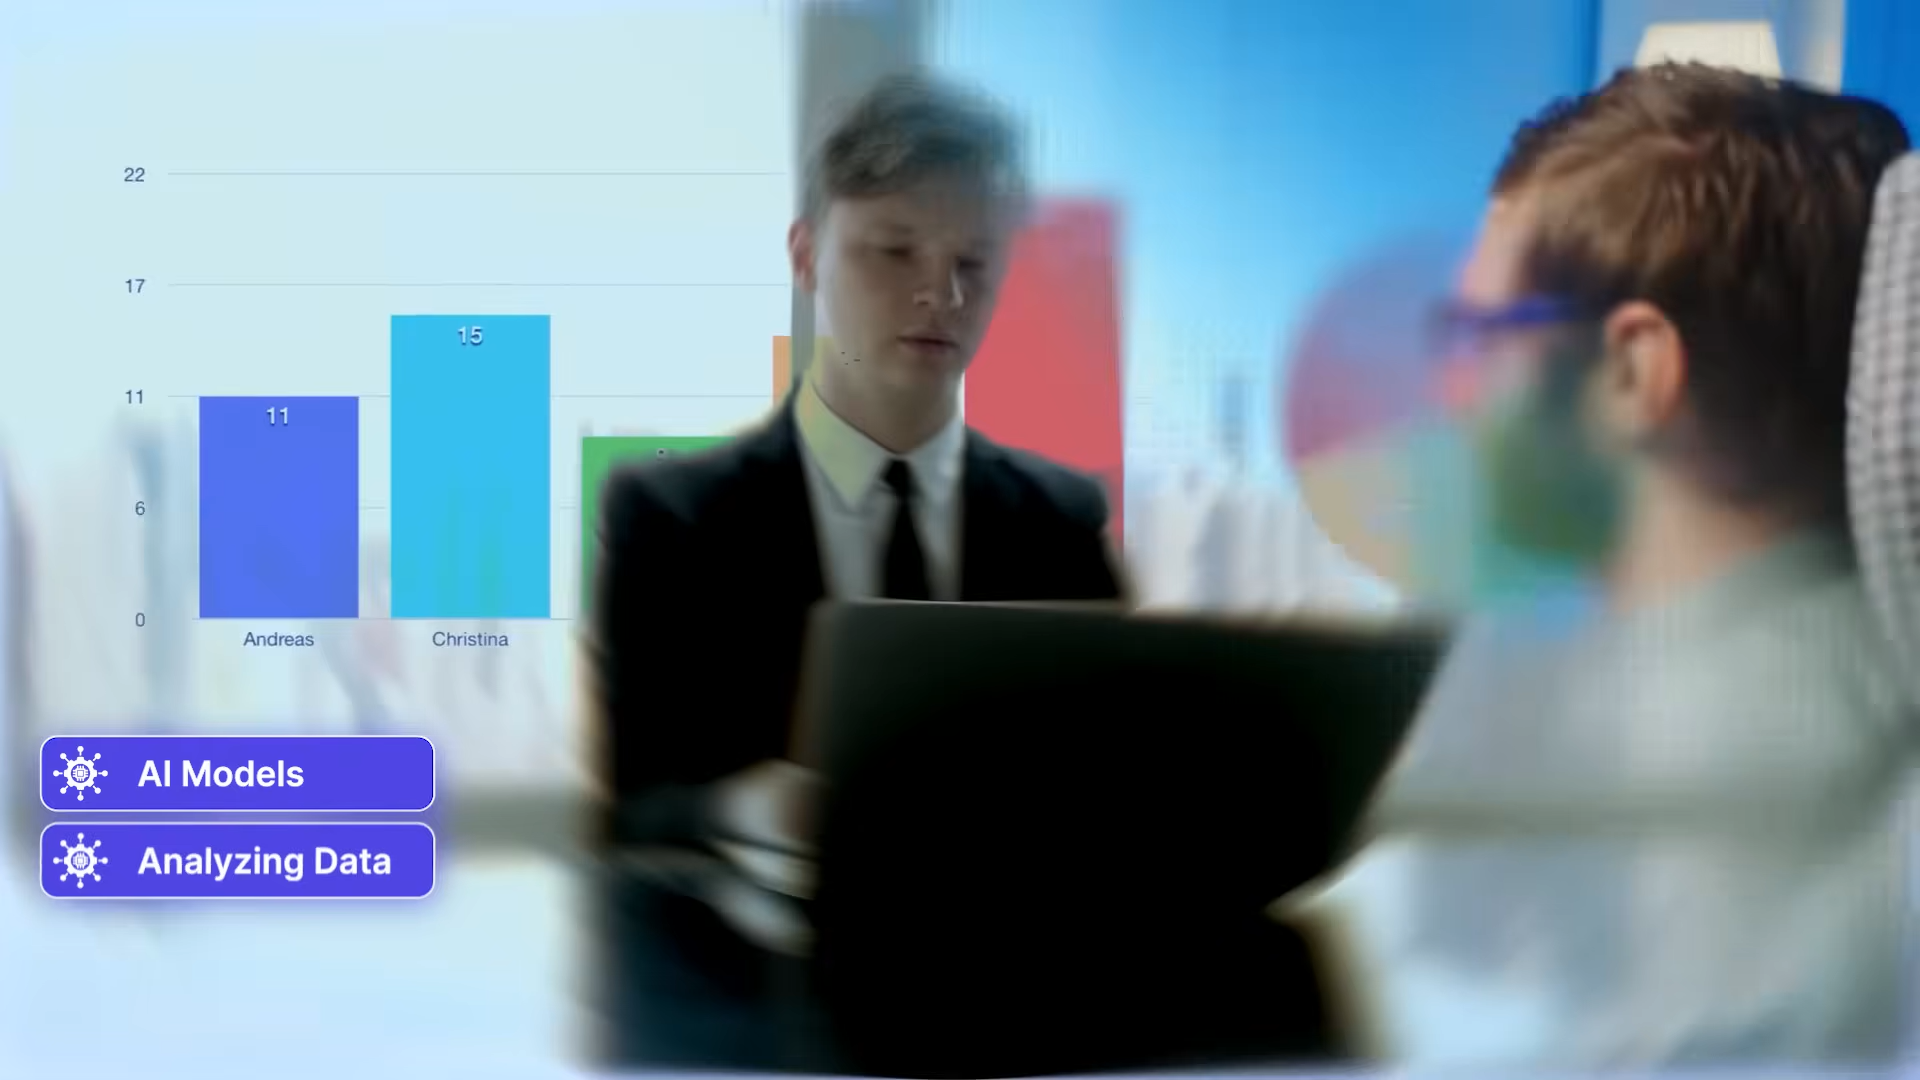 22
17
11
6
0
11
15
Andreas
Christina
AI Models
Analyzing Data